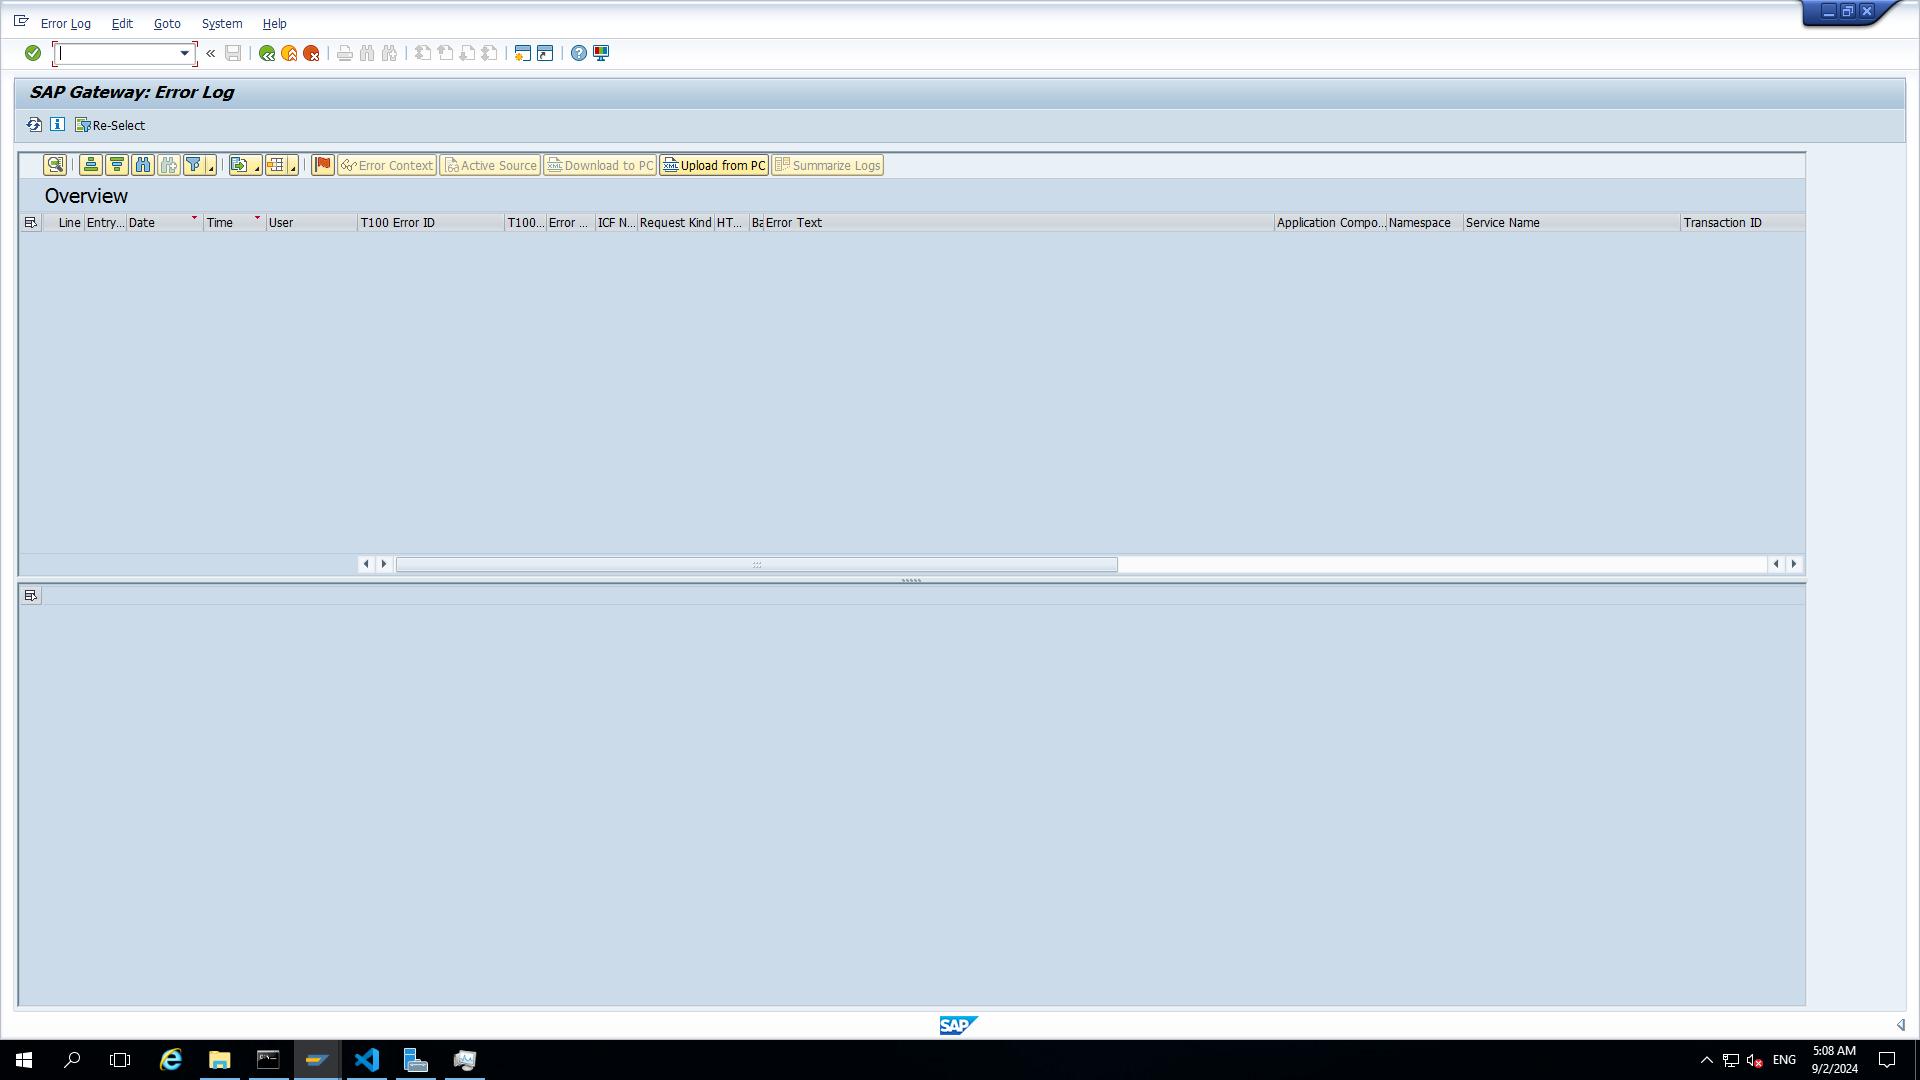 Error Log Edit Goto System Help
SAP Gateway: Error Log
Re-Select
Error Context Active Source Download to PC Upload from PC Summarize Logs
Overview
Line Entry... Date Time User T100 Error ID T100... Error ... ICF N... Request Kind HT... Ba Error Text Application Compo... Namespace Service Name Transaction ID
SAP
ENG
5:08 AM
9/2/2024